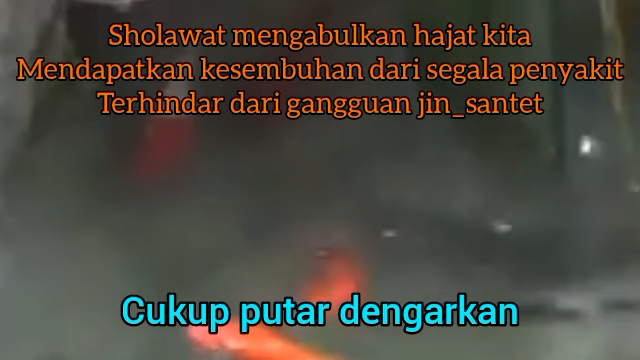 Sholawat mengabulkan hajat kita
Mendapatkan kesembuhan dari segala penyakit
Terhindar dari gangguan jin_santet
Cukup putar dengarkan